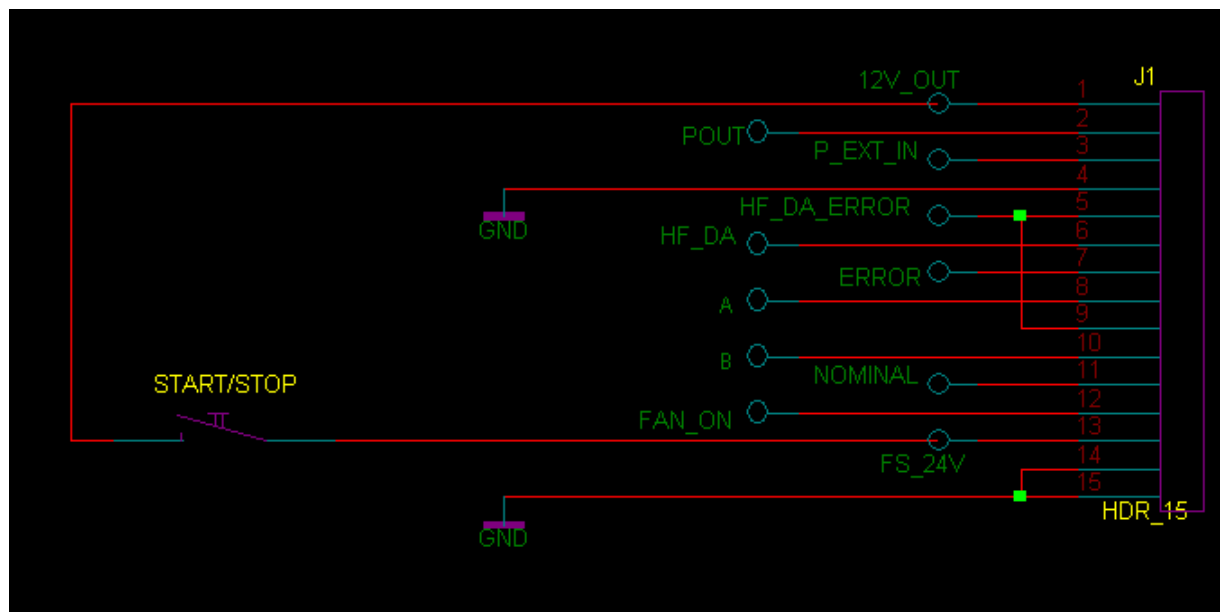 J1
12V_OUT
1
POUT
2
P_EXT_IN
3
4
GND
HF_DA_ERROR
5
HF_DA
6
ERROR
7
A
8
9
B
10
NOMINAL
11
START/STOP
FAN_ON
12
13
FS_24V
14
15
HDR_15
GND